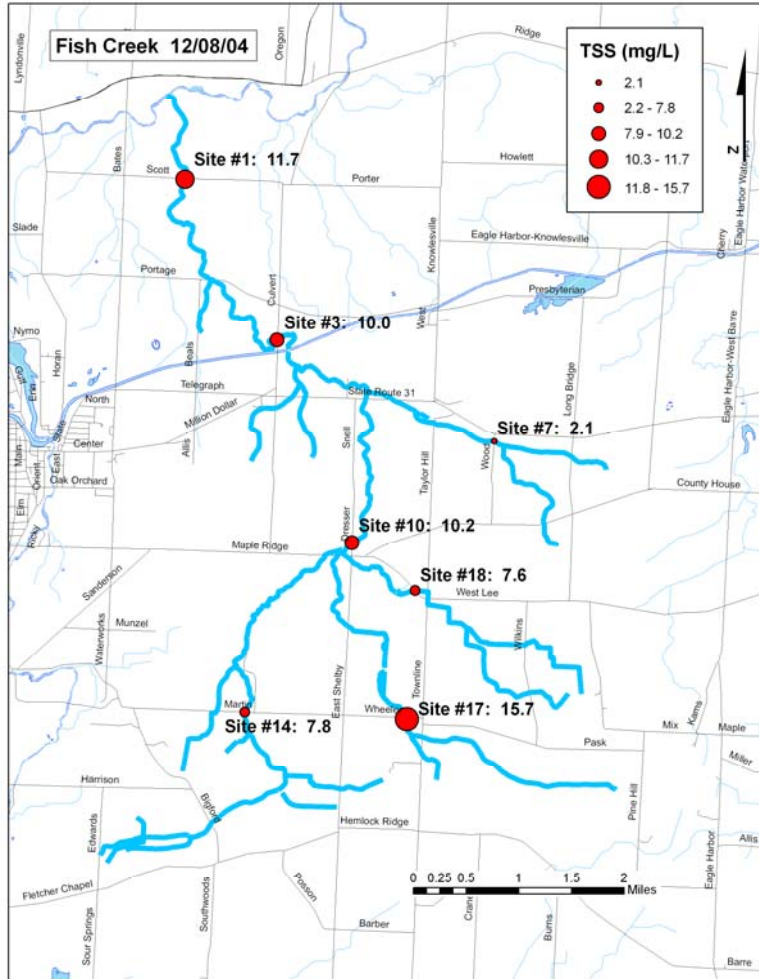 Fish Creek 12/08/04
TSS (mg/L)
2.1
2.2 - 7.8
7.9 - 10.2
10.3 - 11.7
11.8 - 15.7
Z
Lyndonville
Oregon
Ridge
Bates
Site #1: 11.7
Scott
Porter
Howlett
Knowlesville
Eagle Harbor Waterport
Cherry
Slade
Eagle Harbor-Knowlesville
Portage
Culvert
Presbyterian
West
Site #3: 10.0
Nymo
Horan
Beals
Gulf
Erie
Telegraph
State Route 31
North
Million Dollar
Long Bridge
Eagle Harbor-West Barre
State
Center
Site #7: 2.1
Main
Orient
East
Allis
Snell
Taylor Hill
Wood
Oak Orchard
County House
Elm
Ricky
Site #10: 10.2
Dresser
Maple Ridge
Site #18: 7.6
Sanderson
West Lee
Munzel
Waterworks
Wilkins
East Shelby
Townline
Site #17: 15.7
Martin
Wheeler
Kams
Mix
Maple
Site #14: 7.8
Pask
Miller
Harrison
Bigford
Pine Hill
Edwards
Hemlock Ridge
Eagle Harbor
Allis
Fletcher Chapel
Southwoods
Posson
0 0.25 0.5 1 1.5 2
Miles
Sour Springs
Barber
Burns
Barre